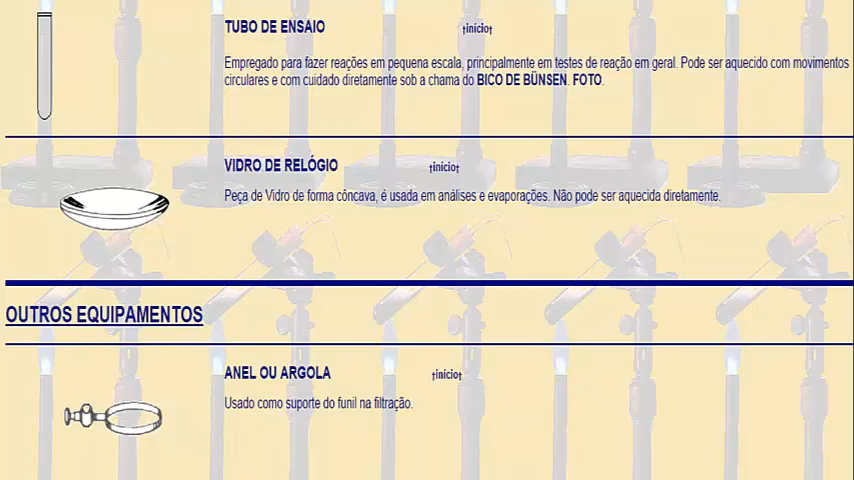 TUBO DE ENSAIO †início†
Empregado para fazer reações em pequena escala, principalmente em testes de reação em geral. Pode ser aquecido com movimentos
circulares e com cuidado diretamente sob a chama do BICO DE BÜNSEN. FOTO.
VIDRO DE RELÓGIO †início†
Peça de Vidro de forma côncava, é usada em análises e evaporações. Não pode ser aquecida diretamente.
OUTROS EQUIPAMENTOS
ANEL OU ARGOLA †início†
Usado como suporte do funil na filtração.